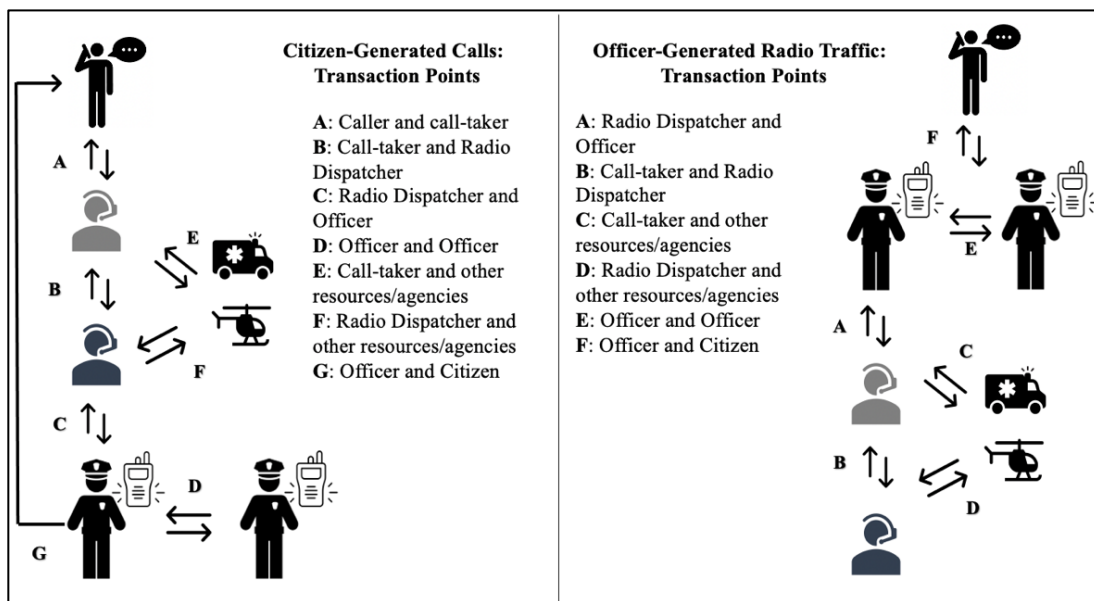 Citizen-Generated Calls:
Transaction Points
A: Caller and call-taker
B: Call-taker and Radio
Dispatcher
C: Radio Dispatcher and
Officer
D: Officer and Officer
E: Call-taker and other
resources/agencies
F: Radio Dispatcher and
other resources/agencies
G: Officer and Citizen
A
E
B
F
C
D
G
Officer-Generated Radio Traffic:
Transaction Points
A: Radio Dispatcher and
Officer
B: Call-taker and Radio
Dispatcher
C: Call-taker and other
resources/agencies
D: Radio Dispatcher and
other resources/agencies
E: Officer and Officer
F: Officer and Citizen
F
E
A
C
B
D